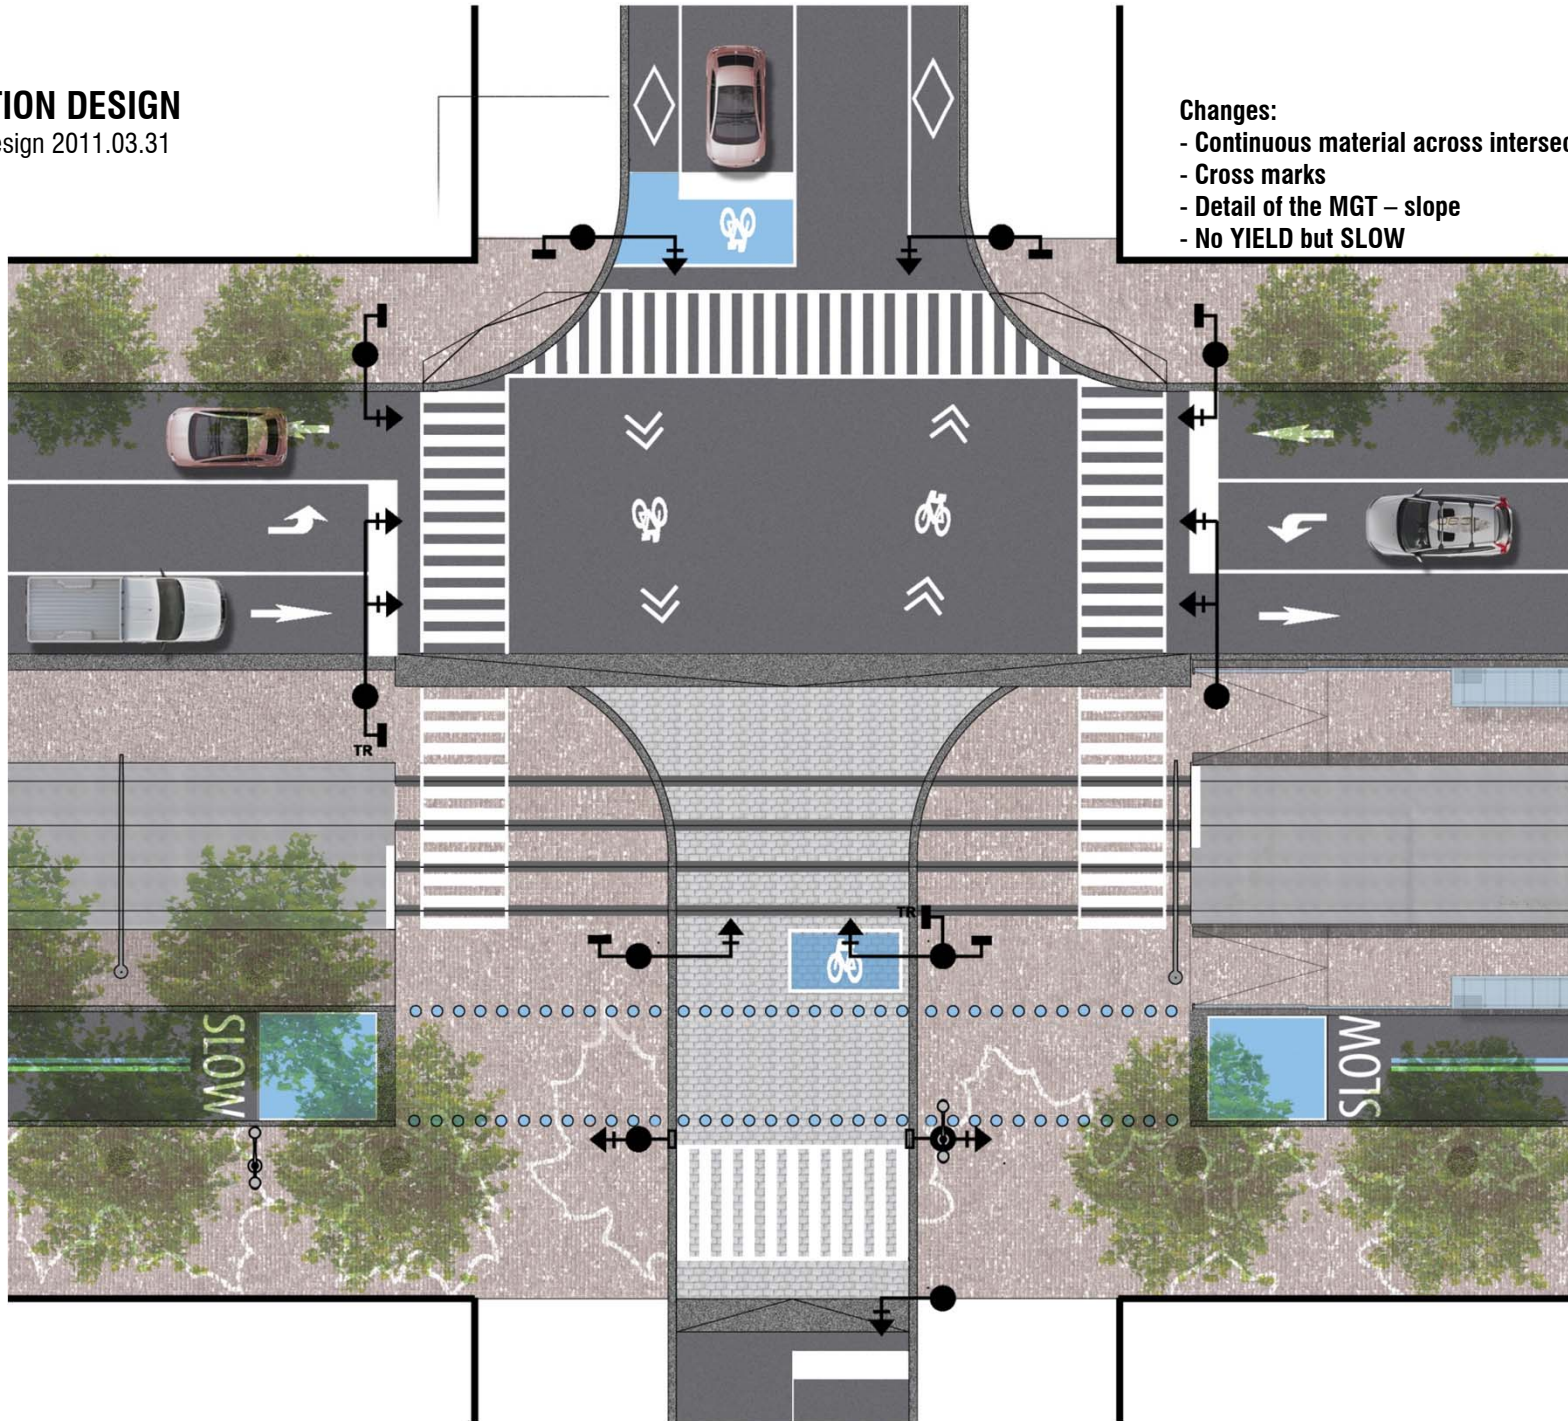 TION DESIGN
esign 2011.03.31
Changes:
- Continuous material across intersec
- Cross marks
- Detail of the MGT – slope
- No YIELD but SLOW
TR
TR
SLOW
SLOW